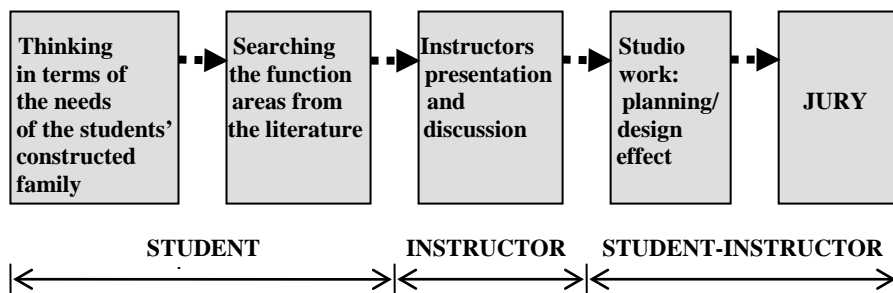 Thinking
in terms of
the needs
of the students’
constructed
family
Searching
the function
areas from
the literature
Instructors
presentation
and
discussion
Studio
work:
planning/
design
effect
JURY
STUDENT
INSTRUCTOR
STUDENT-INSTRUCTOR